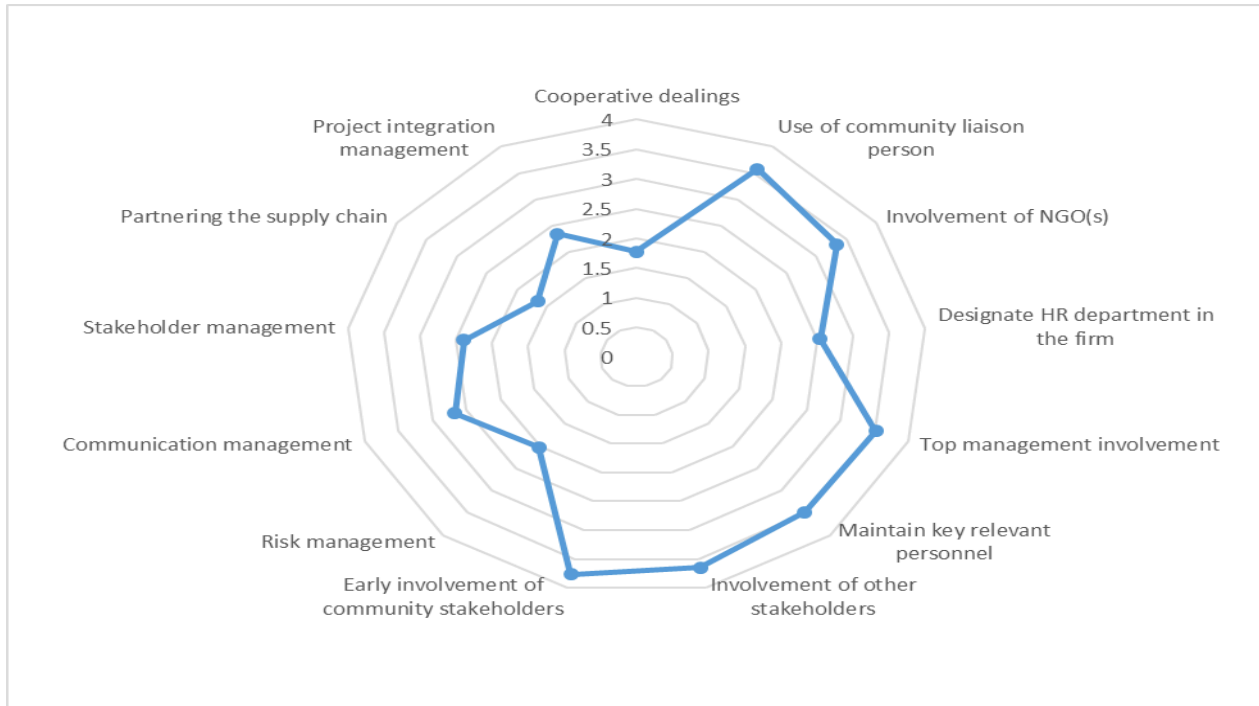 Cooperative dealings
4
3.5
3
2.5
2
1.5
1
0.5
0
Use of community liaison
person
Involvement of NGO(s)
Designate HR department in
the firm
Top management involvement
Maintain key relevant
personnel
Involvement of other
stakeholders
Early involvement of
community stakeholders
Risk management
Communication management
Stakeholder management
Partnering the supply chain
Project integration
management